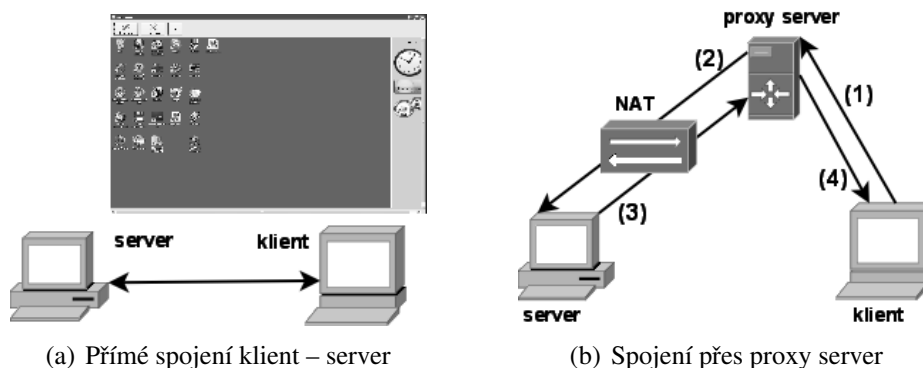 server
klient
(a) Přímé spojení klient – server
proxy server
(2)
(1)
NAT
(4)
(3)
server
klient
(b) Spojení přes proxy server